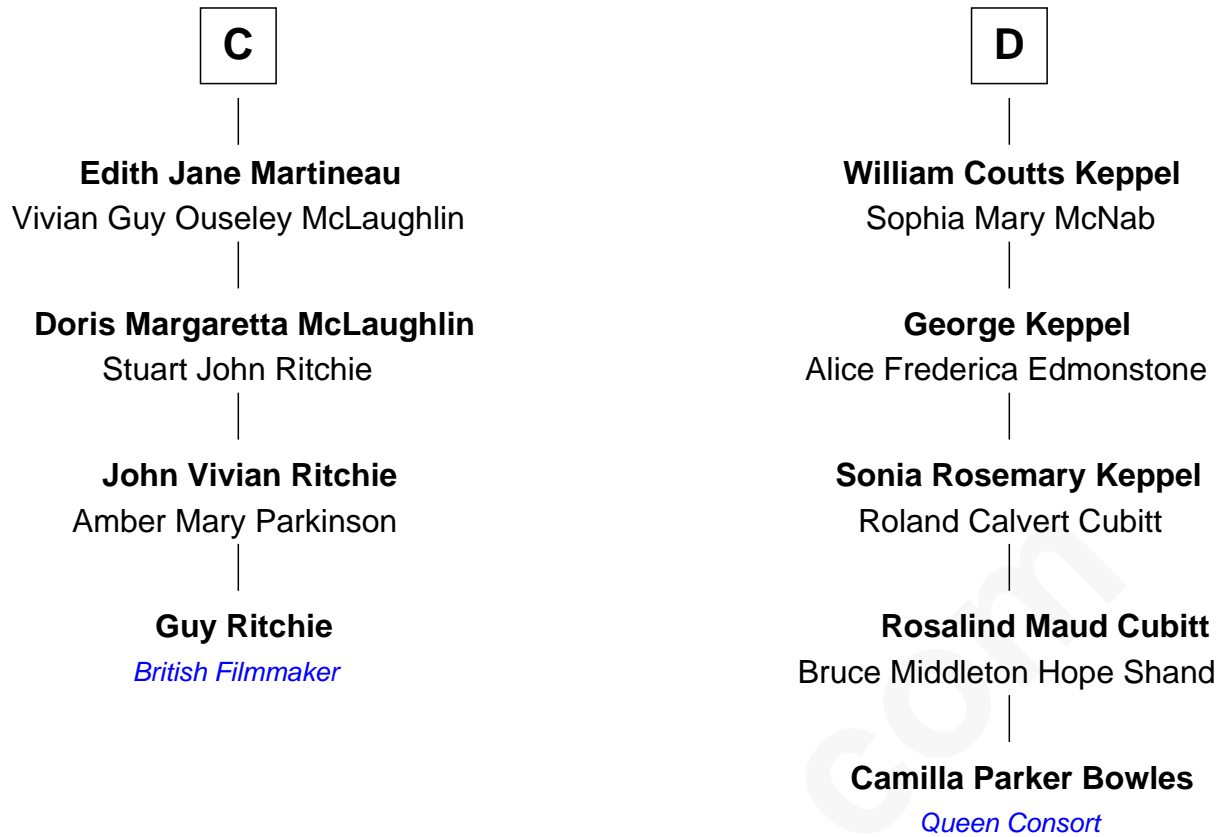 C
Edith Jane Martineau
Vivian Guy Ouseley McLaughlin
Doris Margaretta McLaughlin
Stuart John Ritchie
John Vivian Ritchie
Amber Mary Parkinson
Guy Ritchie
British Filmmaker
D
William Coutts Keppel
Sophia Mary McNab
George Keppel
Alice Frederica Edmonstone
Sonia Rosemary Keppel
Roland Calvert Cubitt
Rosalind Maud Cubitt
Bruce Middleton Hope Shand
Camilla Parker Bowles
Queen Consort
com